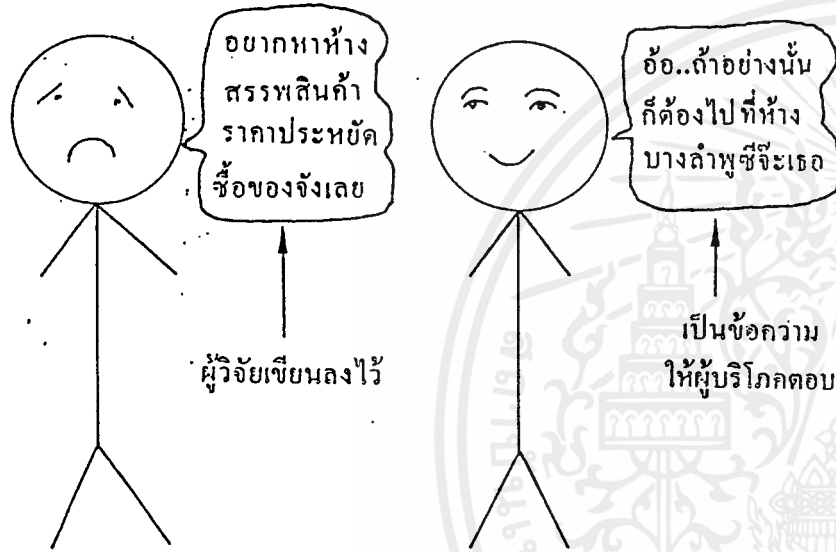 อยากหาห้าง
สรรพสินค้า
ราคาประหยัด
ซื้อของจังเลย
ผู้วิจัยเขียนลงไว้
อ้อ..ถ้าอย่างนั้น
ก็ต้องไปที่ห้าง
บางลำพูซีจ๊ะเธอ
เป็นข้อความ
ให้ผู้บริโภคตอบ